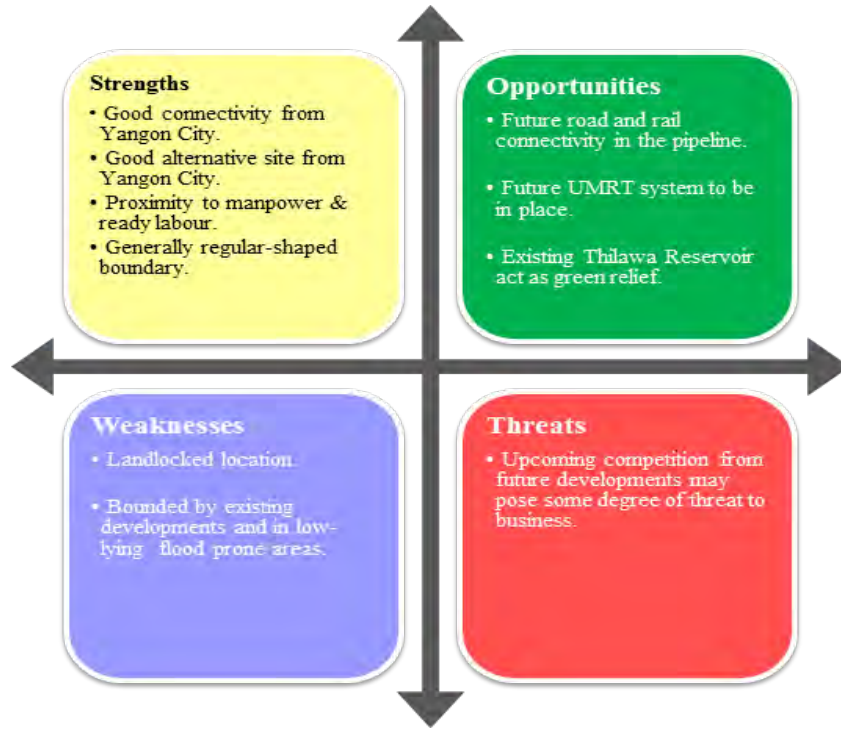 Strengths
• Good connectivity from
Yangon City.
• Good alternative site from
Yangon City.
• Proximity to manpower &
ready labour.
• Generally regular-shaped
boundary.
Opportunities
• Future road and rail
connectivity in the pipeline.
• Future UMRT system to be
in place.
• Existing Thilawa Reservoir
act as green relief.
Weaknesses
• Landlocked location.
• Bounded by existing
developments and in low-
lying flood prone areas.
Threats
• Upcoming competition from
future developments may
pose some degree of threat to
business.